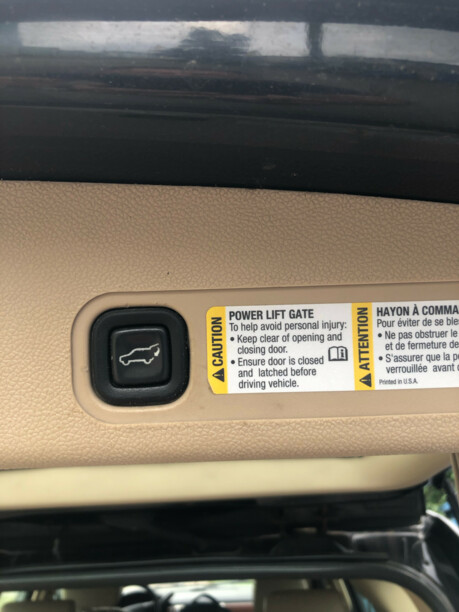 CAUTION
POWER LIFT GATE
To help avoid personal injury:
• Keep clear of opening and
closing door.
• Ensure door is closed
and latched before
driving vehicle.
ATTENTION
HAYON À COMMA
Pour éviter de se ble
• Ne pas obstruer le
et de fermeture de
• S'assurer que la po
verrouillée avant
Printed in U.S.A.